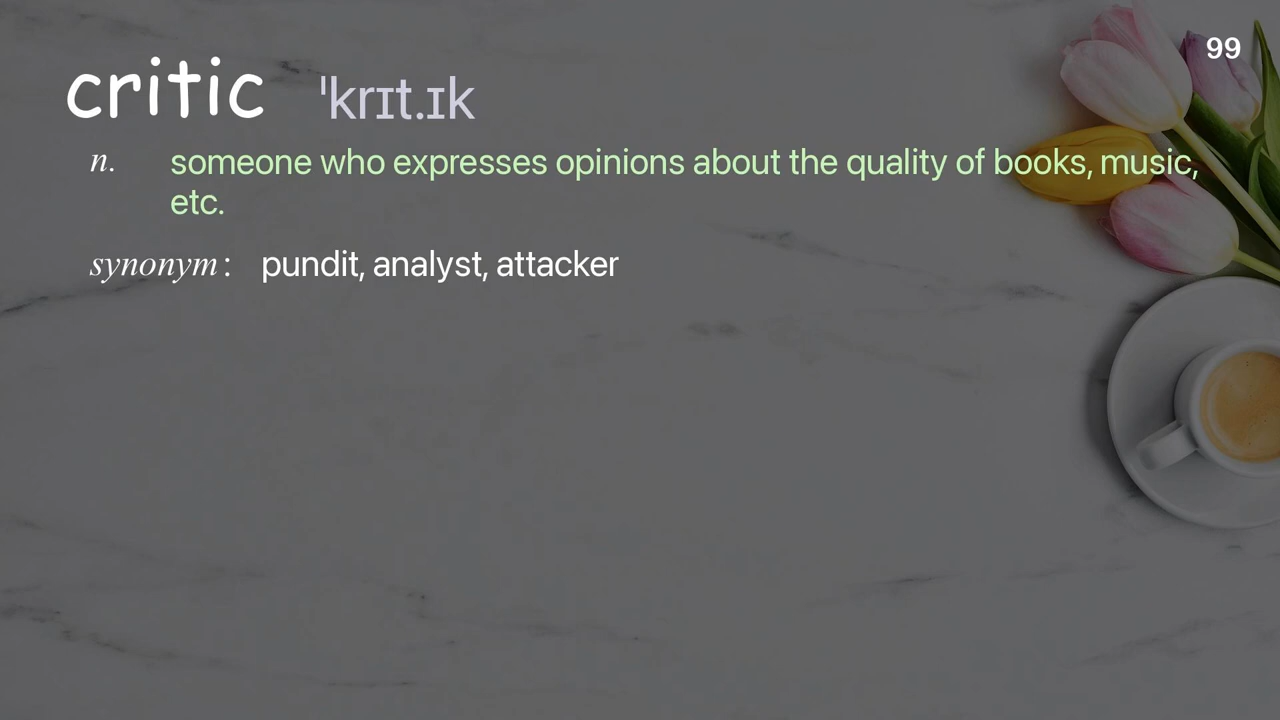 99
critic ˈkrɪt.ɪk
n. someone who expresses opinions about the quality of books, music,
etc.
synonym: pundit, analyst, attacker